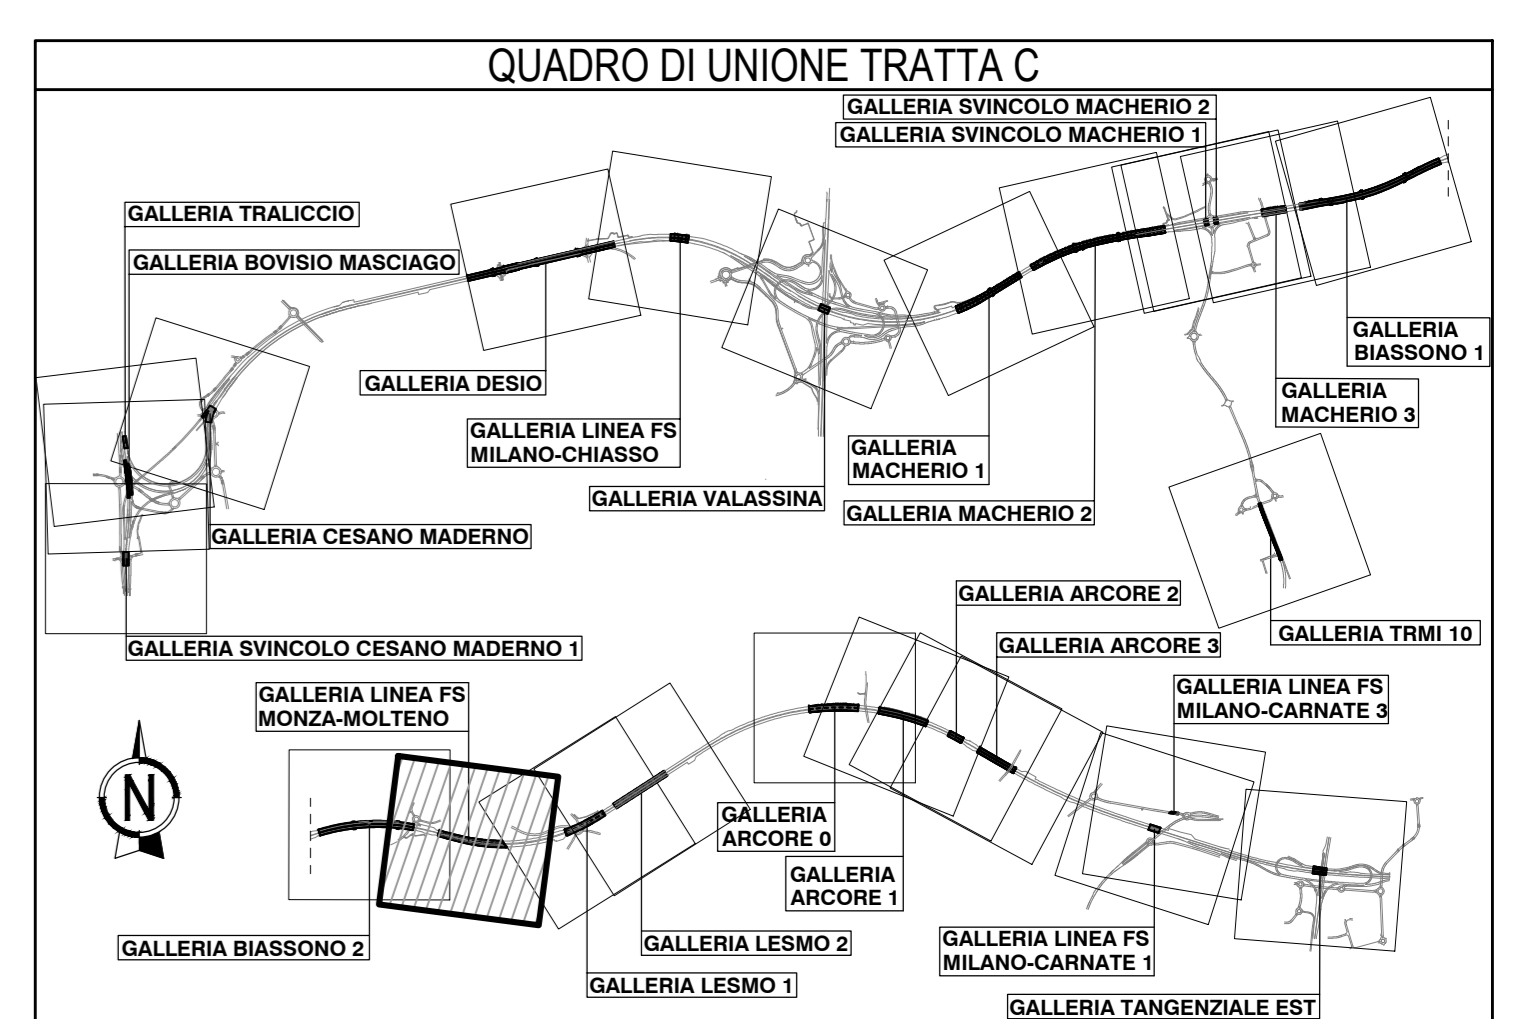 QUADRO DI UNIONE TRATTA C
GALLERIA SVINCOLO MACHERIO 2
GALLERIA SVINCOLO MACHERIO 1
GALLERIA TRALICCIO
GALLERIA BOVISIO MASCIAGO
GALLERIA DESIO
GALLERIA LINEA FS
MILANO-CHIASSO
GALLERIA VALASSINA
GALLERIA
MACHERIO 1
GALLERIA MACHERIO 2
GALLERIA
BIASSONO 1
GALLERIA
MACHERIO 3
GALLERIA CESANO MADERNO
GALLERIA SVINCOLO CESANO MADERNO 1
GALLERIA TRMI 10
GALLERIA ARCORE 2
GALLERIA ARCORE 3
GALLERIA LINEA FS
MONZA-MOLTENO
GALLERIA LINEA FS
MILANO-CARNATE 3
N
GALLERIA
ARCORE 0
GALLERIA
ARCORE 1
GALLERIA BIASSONO 2
GALLERIA LESMO 2
GALLERIA LESMO 1
GALLERIA LINEA FS
MILANO-CARNATE 1
GALLERIA TANGENZIALE EST